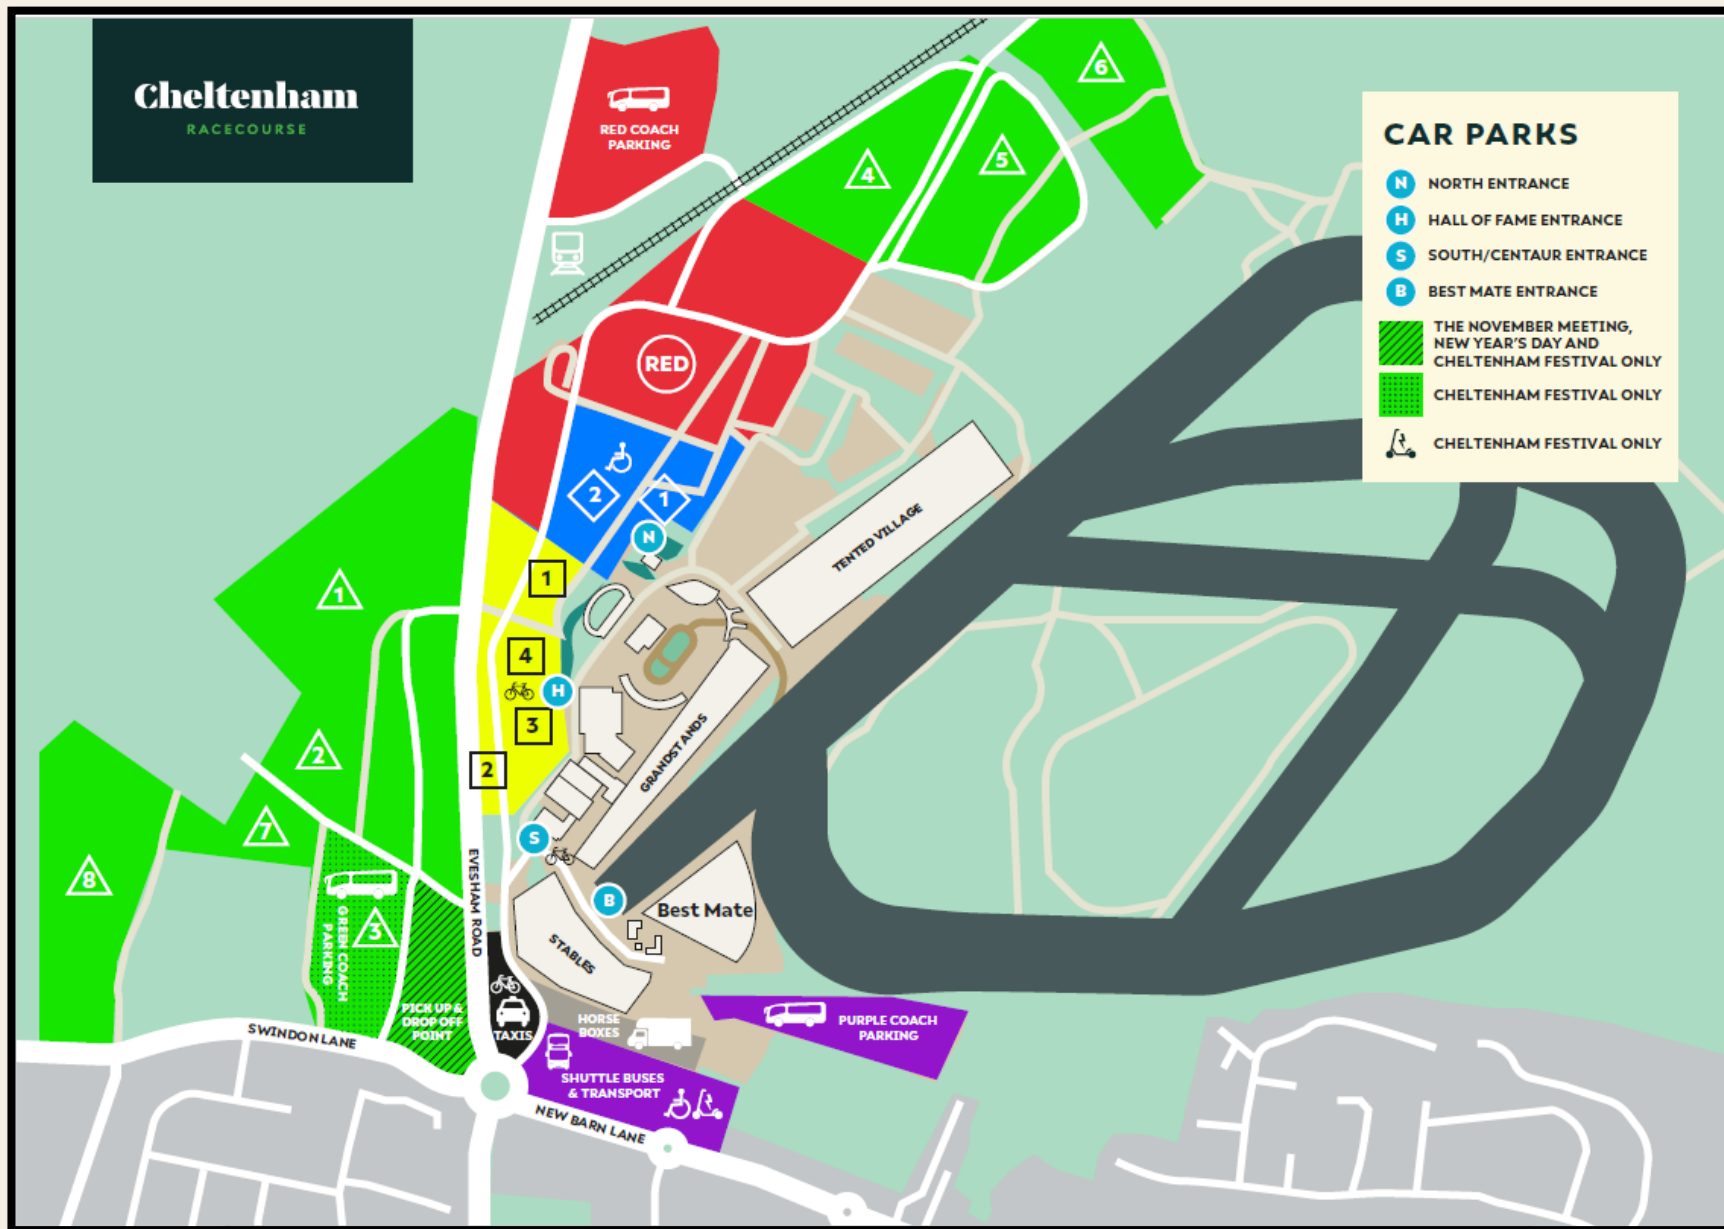 Cheltenham
RACECOURSE
RED COACH
PARKING
6
4
5
CAR PARKS
N NORTH ENTRANCE
H HALL OF FAME ENTRANCE
S SOUTH/CENTAUR ENTRANCE
B BEST MATE ENTRANCE
THE NOVEMBER MEETING,
NEW YEAR'S DAY AND
CHELTENHAM FESTIVAL ONLY
CHELTENHAM FESTIVAL ONLY
CHELTENHAM FESTIVAL ONLY
RED
2
1
N
TENTED VILLAGE
1
1
4
H
3
2
2
GRANDSTANDS
7
S
8
EVESHAM ROAD
B
Best Mate
3
GREEN COACH
PARKING
STABLES
PICK UP &
DROP OFF
POINT
TAXIS
HORSE
BOXES
PURPLE COACH
PARKING
SWINDON LANE
SHUTTLE BUSES
& TRANSPORT
NEW BARN LANE